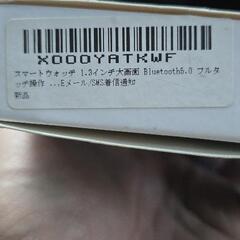 X000YATKWF
スマートウォッチ 1.3インチ大画面 Bluetooth5.0 フルタ
ッチ操作 ...Eメール/SMS着信通知
新品